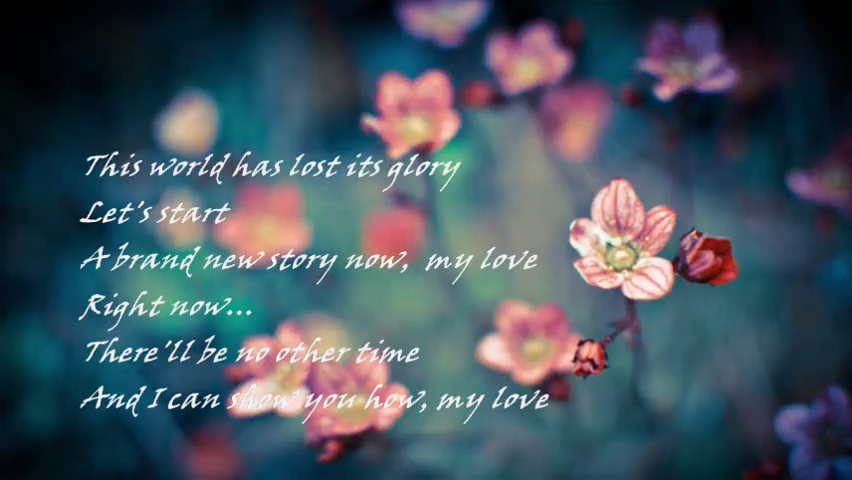 This world has lost its glory
Let's start
A brand new story now, my love
Right now...
There'll be no other time
And I can show you how, my love